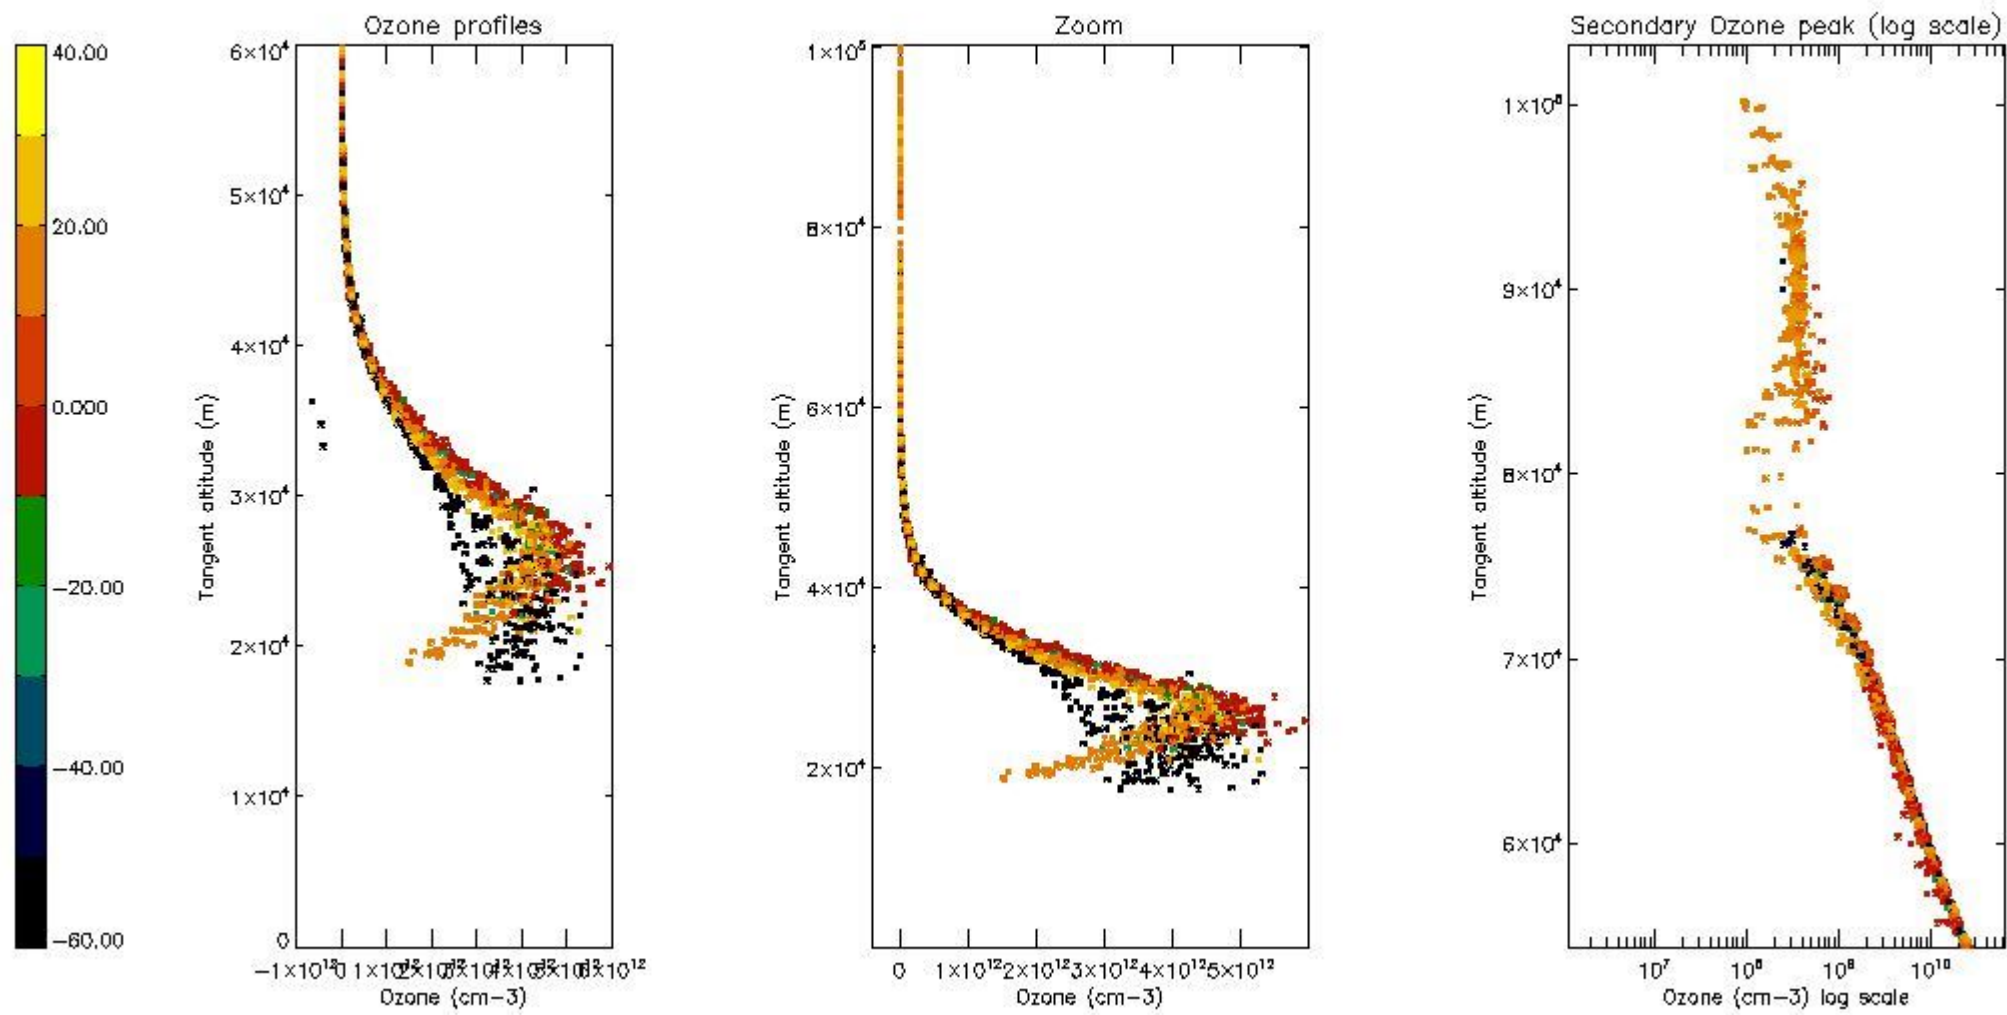 Ozone profiles
Zoom
Secondary Ozone peak (log scale)
40.00
20.00
0.000
−20.00
−40.00
−60.00
6×10⁴
5×10⁴
4×10⁴
3×10⁴
2×10⁴
1×10⁴
0
Tangent altitude (m)
0
Ozone (cm−3)
1×10⁵
8×10⁴
6×10⁴
4×10⁴
2×10⁴
Tangent altitude (m)
0 1×10¹² 2×10¹² 3×10¹² 4×10¹² 5×10¹²
Ozone (cm−3)
9×10⁴
8×10⁴
7×10⁴
6×10⁴
Tangent altitude (m)
10⁷ 10¹⁰
Ozone (cm−3) log scale